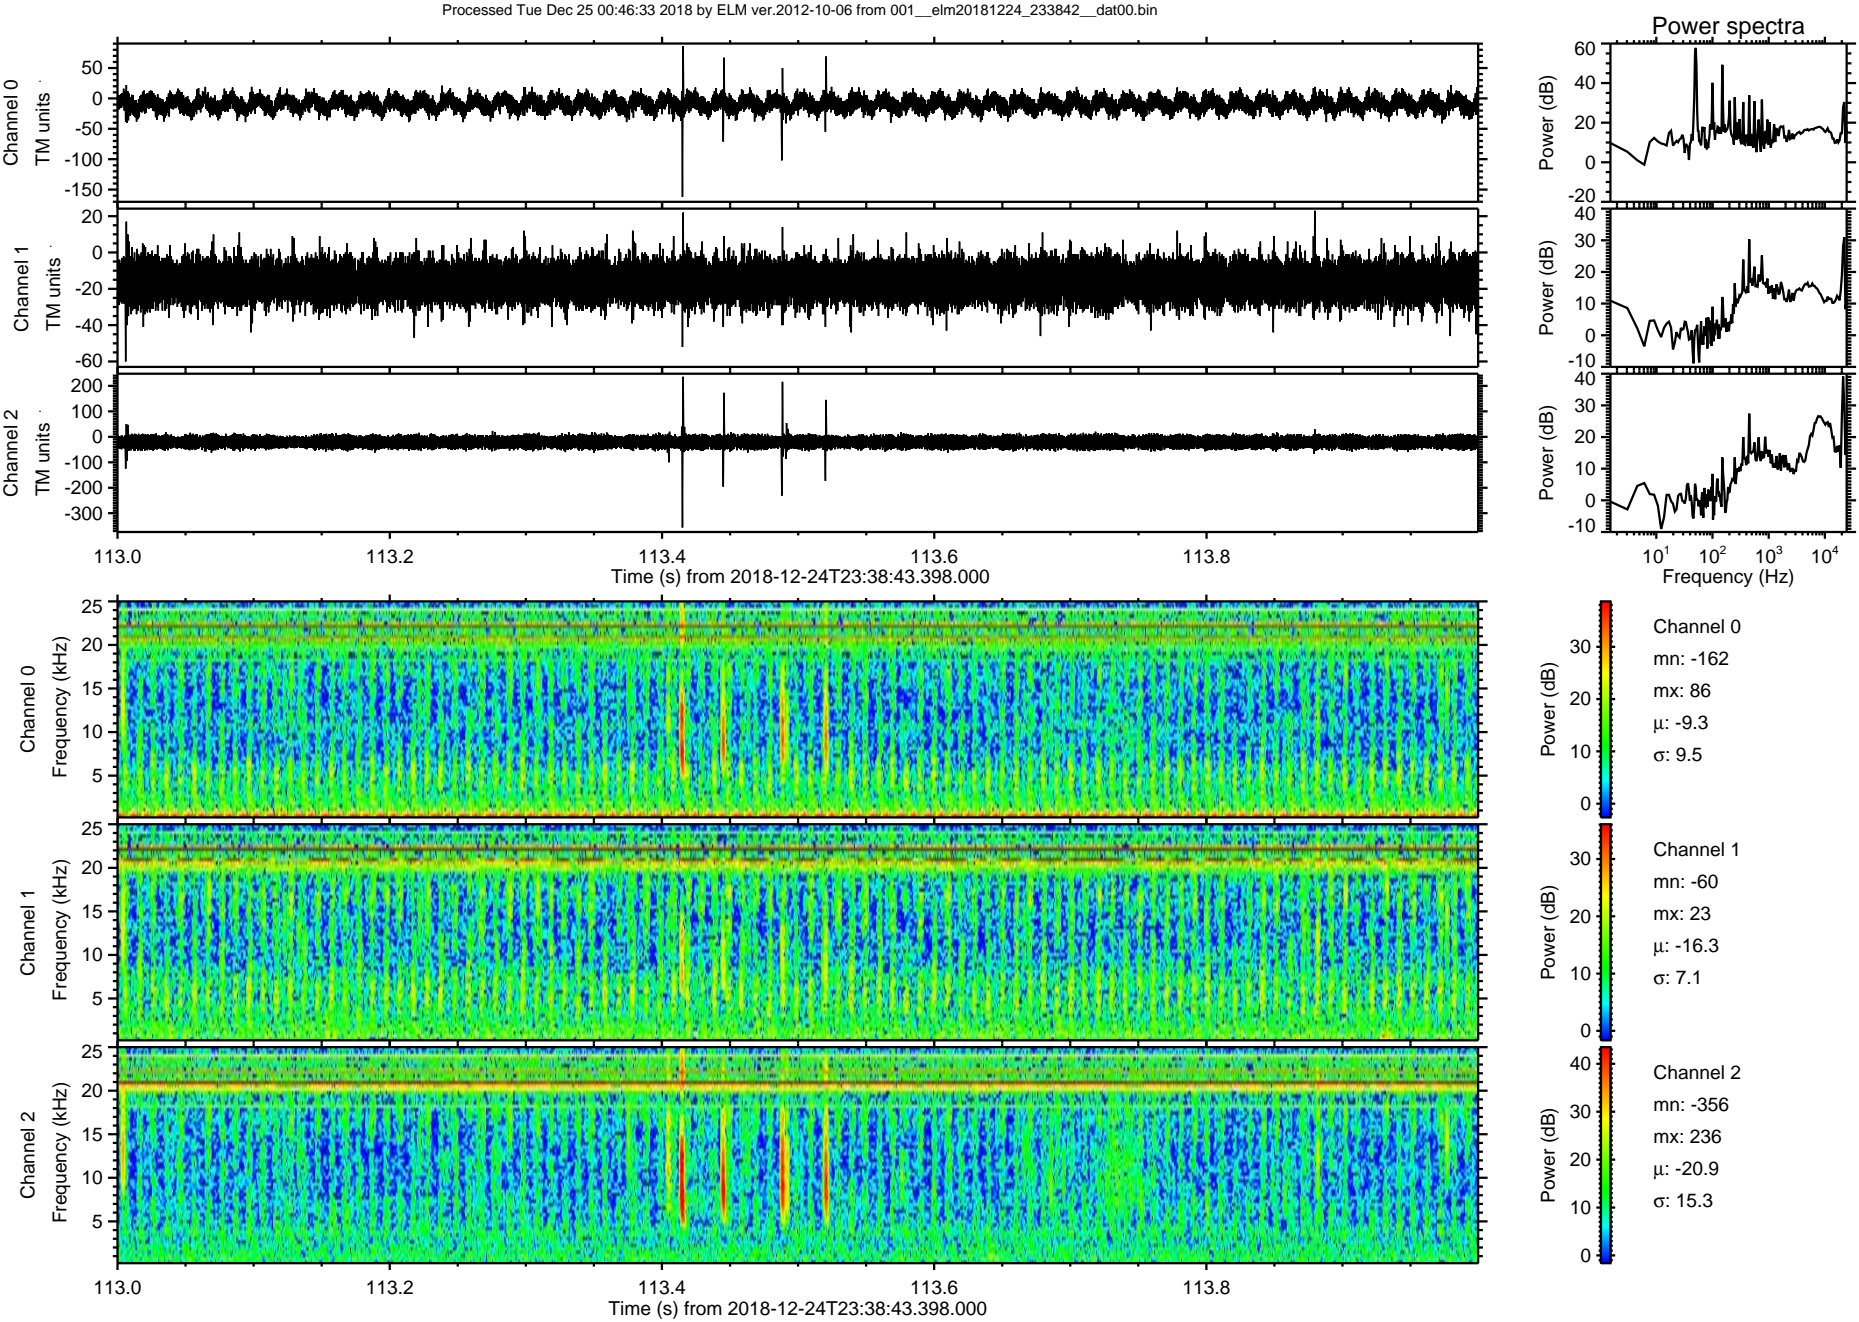 Processed Tue Dec 25 00:46:33 2018 by ELM ver.2012-10-06 from 001__elm20181224_233842__dat00.bin
Power spectra
Channel 0
TM units
50
0
-50
-100
-150
Power (dB)
60
40
20
0
-20
Channel 1
TM units
20
0
-20
-40
-60
Power (dB)
40
30
20
10
0
-10
Channel 2
TM units
200
100
0
-100
-200
-300
Power (dB)
40
30
20
10
0
-10
113.0 113.2 113.4 113.6 113.8
Time (s) from 2018-12-24T23:38:43.398.000
10¹ 10² 10³ 10⁴
Frequency (Hz)
Channel 0
Frequency (kHz)
25
20
15
10
5
Power (dB)
30
20
10
0
Channel 0
mn: -162
mx: 86
μ: -9.3
σ: 9.5
Channel 1
Frequency (kHz)
25
20
15
10
5
Power (dB)
30
20
10
0
Channel 1
mn: -60
mx: 23
μ: -16.3
σ: 7.1
Channel 2
Frequency (kHz)
25
20
15
10
5
Power (dB)
40
30
20
10
0
Channel 2
mn: -356
mx: 236
μ: -20.9
σ: 15.3
113.0 113.2 113.4 113.6 113.8
Time (s) from 2018-12-24T23:38:43.398.000